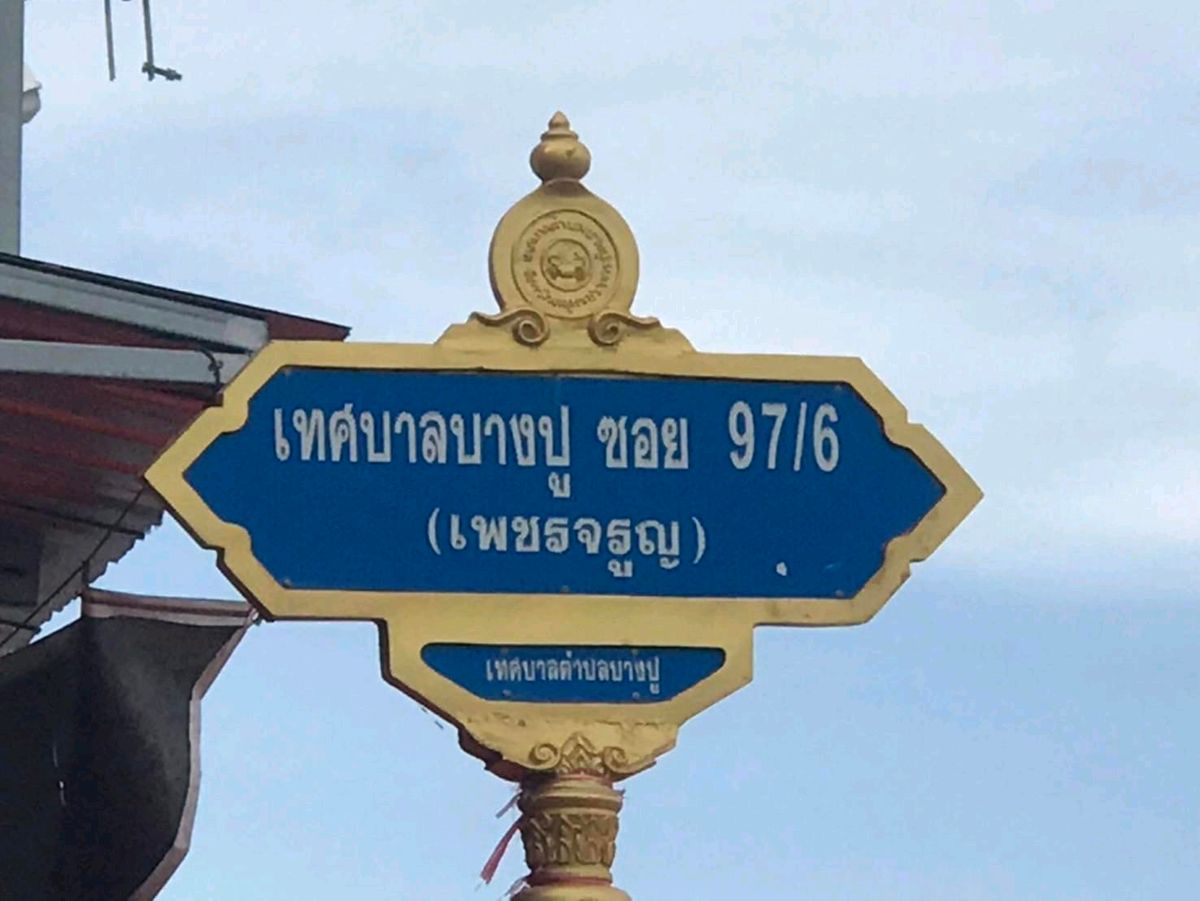 เทศบาลบางปู ซอย 97/6
(เพชรจรูญ)
เทศบาลตำบลบางปู